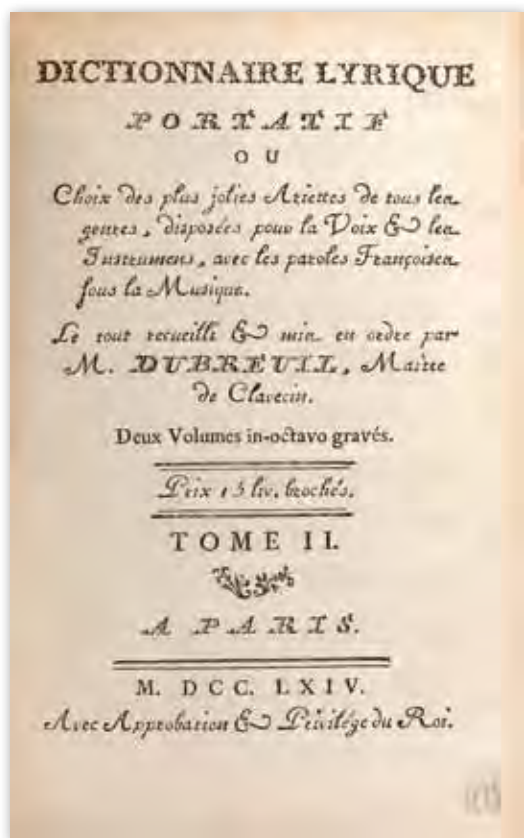 DICTIONNAIRE LYRIQUE
PORTATIF
OU
Choix des plus jolies Ariettes de tous les
genres, disposées pour la Voix & les
Instrumens, avec les paroles Françoises
sous la Musique.
Le tout recueilli & mis en ordre par
M. DUBREUIL, Maître
de Clavecin.
Deux Volumes in-octavo gravés.
Prix 15 liv. brochés.
TOME II.
A PARIS.
M. DCC. LXIV.
Avec Approbation & Privilége du Roi.